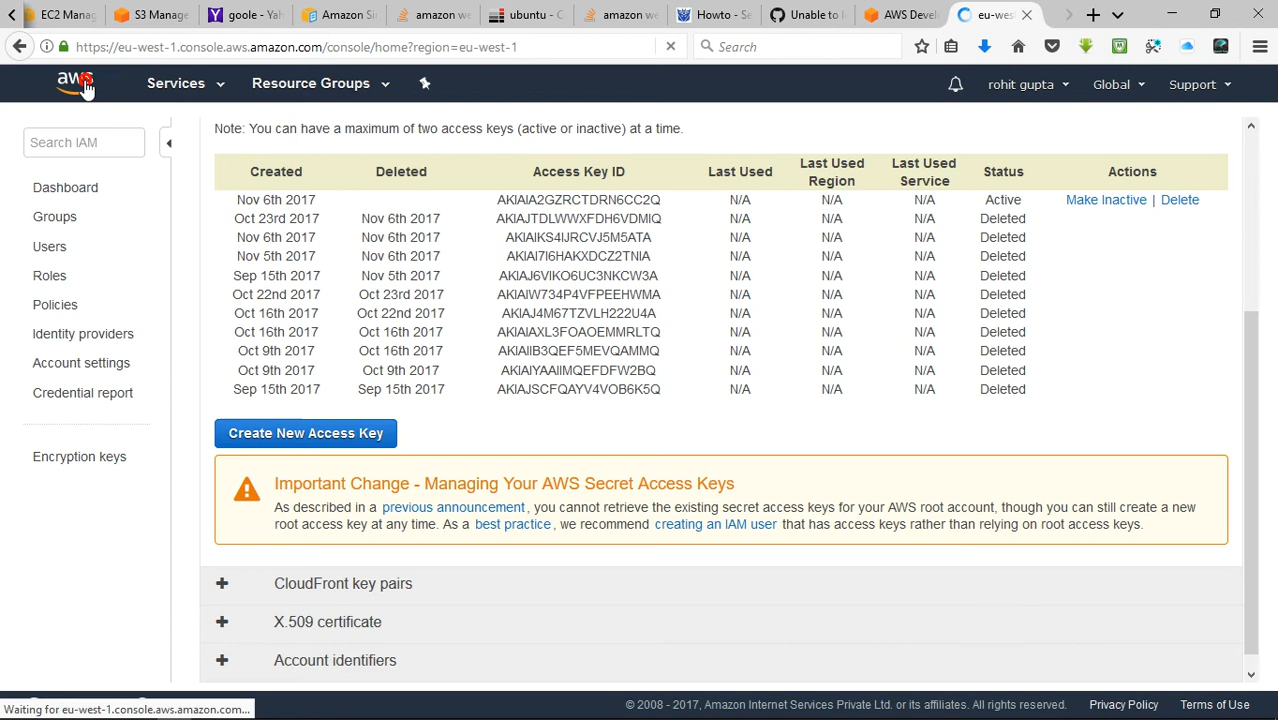 EC2 Mana
S3 Manage
goole - Yah
Amazon Si
amazon we
ubuntu - C
amazon we
Howto - Se
Unable to l
AWS Devel
eu-west-1
https://eu-west-1.console.aws.amazon.com/console/home?region=eu-west-1
Search
aws
Services
Resource Groups
rohit gupta
Global
Support
Search IAM
Dashboard
Groups
Users
Roles
Policies
Identity providers
Account settings
Credential report
Encryption keys
Note: You can have a maximum of two access keys (active or inactive) at a time.
Created Deleted Access Key ID Last Used Last Used Region Last Used Service Status Actions
Nov 6th 2017 AKIAIA2GZRCTDRN6CC2Q N/A N/A N/A Active Make Inactive | Delete
Oct 23rd 2017 Nov 6th 2017 AKIAJTDLWWXFDH6VDMIQ N/A N/A N/A Deleted
Nov 6th 2017 Nov 6th 2017 AKIAIKS4IJRCVJ5M5ATA N/A N/A N/A Deleted
Nov 5th 2017 Nov 6th 2017 AKIAI7I6HAKXDCZ2TNIA N/A N/A N/A Deleted
Sep 15th 2017 Nov 5th 2017 AKIAJ6VIKO6UC3NKCW3A N/A N/A N/A Deleted
Oct 22nd 2017 Oct 23rd 2017 AKIAIW734P4VFPEEHWMA N/A N/A N/A Deleted
Oct 16th 2017 Oct 22nd 2017 AKIAJ4M67TZVLH222U4A N/A N/A N/A Deleted
Oct 16th 2017 Oct 16th 2017 AKIAIAXL3FOAOEMMRLTQ N/A N/A N/A Deleted
Oct 9th 2017 Oct 16th 2017 AKIAIIB3QEF5MEVQAMMQ N/A N/A N/A Deleted
Oct 9th 2017 Oct 9th 2017 AKIAIYAAIIMQEFDFW2BQ N/A N/A N/A Deleted
Sep 15th 2017 Sep 15th 2017 AKIAJSCFQAYV4VOB6K5Q N/A N/A N/A Deleted
Create New Access Key
Important Change - Managing Your AWS Secret Access Keys
As described in a previous announcement, you cannot retrieve the existing secret access keys for your AWS root account, though you can still create a new
root access key at any time. As a best practice, we recommend creating an IAM user that has access keys rather than relying on root access keys.
CloudFront key pairs
X.509 certificate
Account identifiers
Waiting for eu-west-1.console.aws.amazon.com...
© 2008 - 2017, Amazon Internet Services Private Ltd. or its affiliates. All rights reserved.
Privacy Policy
Terms of Use